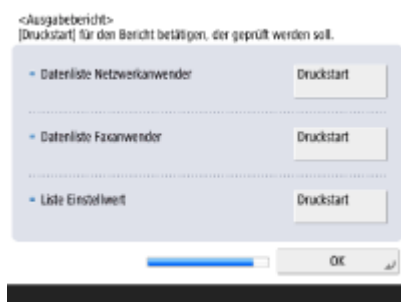 <Ausgabebericht>
[Druckstart] für den Bericht betätigen, der geprüft werden soll.
Datenliste Netzwerkanwender
Druckstart
Datenliste Faxanwender
Druckstart
Liste Einstellwert
Druckstart
OK